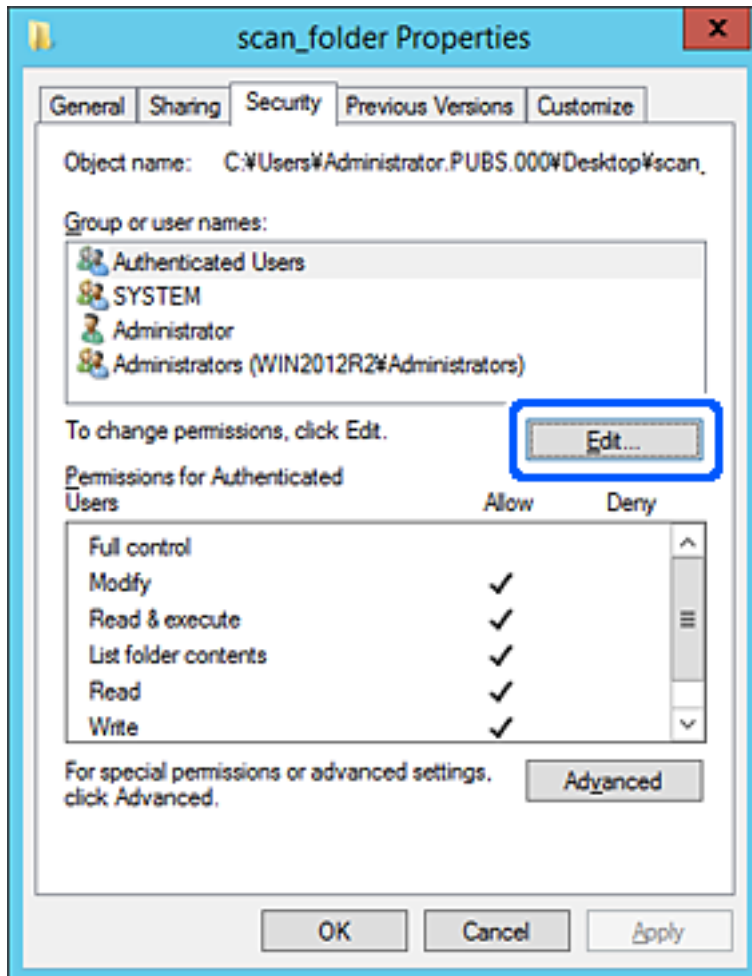 scan_folder Properties
x
General Sharing Security Previous Versions Customize
Object name: C:¥Users¥Administrator.PUBS.000¥Desktop¥scan_
Group or user names:
Authenticated Users
SYSTEM
Administrator
Administrators (WIN2012R2¥Administrators)
To change permissions, click Edit.
Edit...
Permissions for Authenticated
Users Allow Deny
Full control
Modify
Read & execute
List folder contents
Read
Write
For special permissions or advanced settings,
click Advanced.
Advanced
OK Cancel Apply